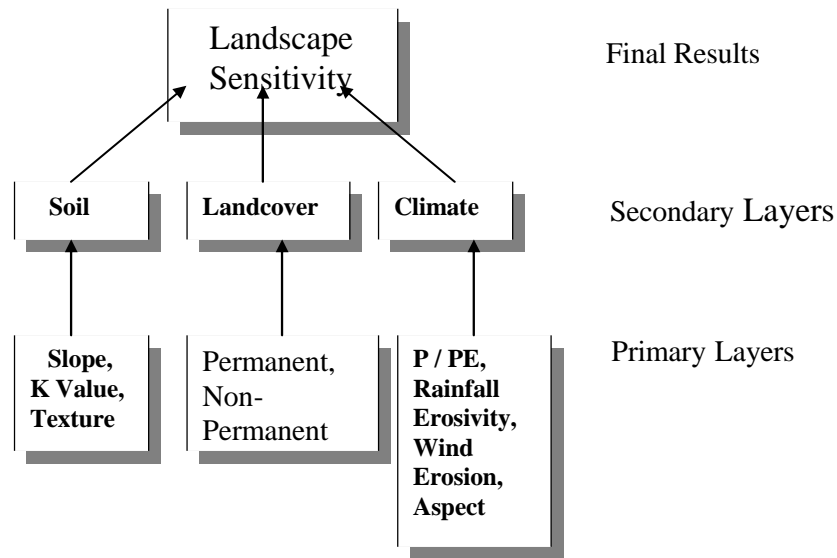 Landscape
Sensitivity
Final Results
Soil
Landcover
Climate
Secondary Layers
Slope,
K Value,
Texture
Permanent,
Non-
Permanent
P / PE,
Rainfall
Erosivity,
Wind
Erosion,
Aspect
Primary Layers